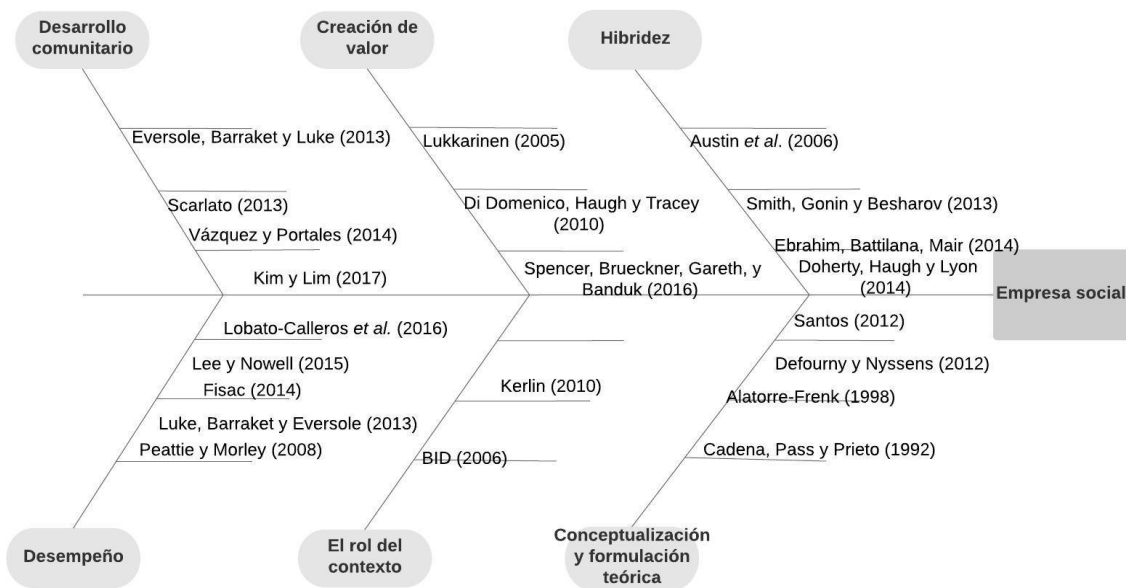 Desarrollo
comunitario
Creación de
valor
Hibridez
Eversole, Barraket y Luke (2013)
Lukkarinen (2005)
Austin et al. (2006)
Scarlato (2013)
Di Domenico, Haugh y Tracey
(2010)
Smith, Gonin y Besharov (2013)
Vázquez y Portales (2014)
Ebrahim, Battilana, Mair (2014)
Kim y Lim (2017)
Spencer, Brueckner, Gareth, y
Banduk (2016)
Doherty, Haugh y Lyon
(2014)
Empresa social
Lobato-Calleros et al. (2016)
Santos (2012)
Lee y Nowell (2015)
Defourny y Nyssens (2012)
Fisac (2014)
Kerlin (2010)
Alatorre-Frenk (1998)
Luke, Barraket y Eversole (2013)
Peattie y Morley (2008)
BID (2006)
Cadena, Pass y Prieto (1992)
Desempeño
El rol del
contexto
Conceptualización
y formulación
teórica